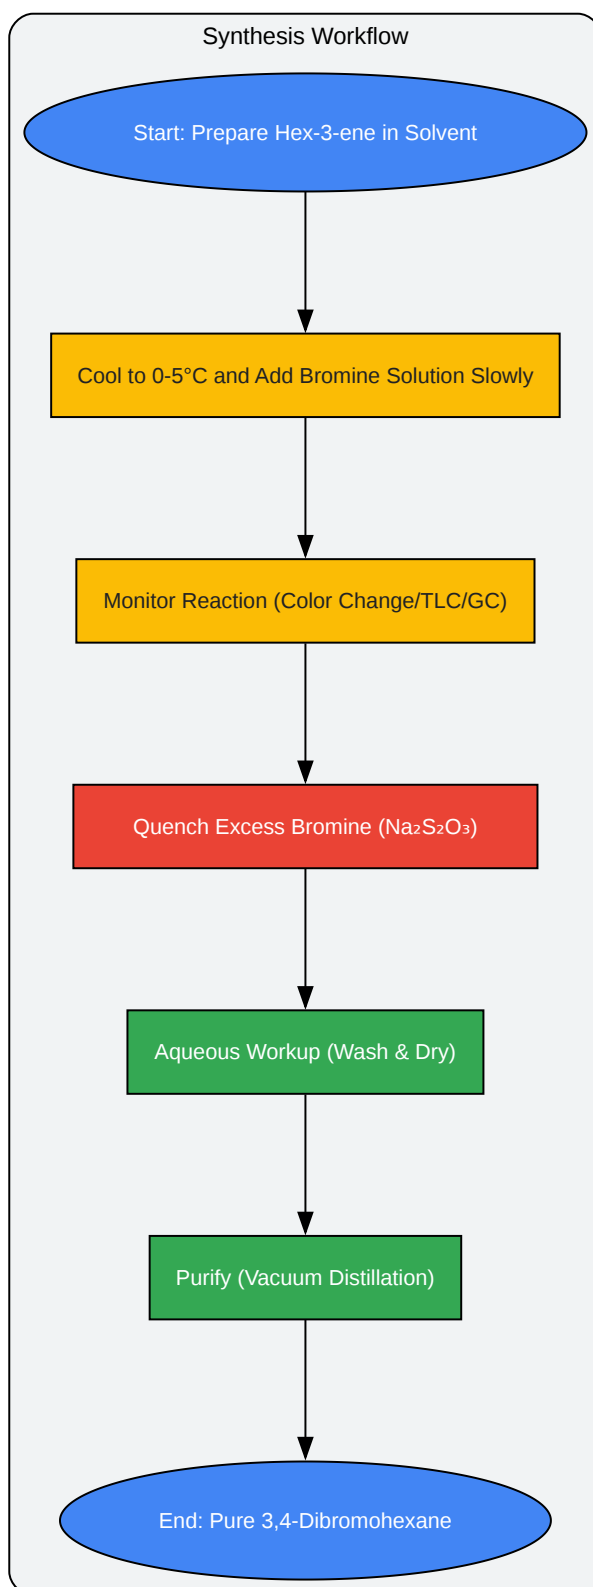 Synthesis Workflow
Start: Prepare Hex-3-ene in Solvent
Cool to 0-5°C and Add Bromine Solution Slowly
Monitor Reaction (Color Change/TLC/GC)
Quench Excess Bromine (Na₂S₂O₃)
Aqueous Workup (Wash & Dry)
Purify (Vacuum Distillation)
End: Pure 3,4-Dibromohexane